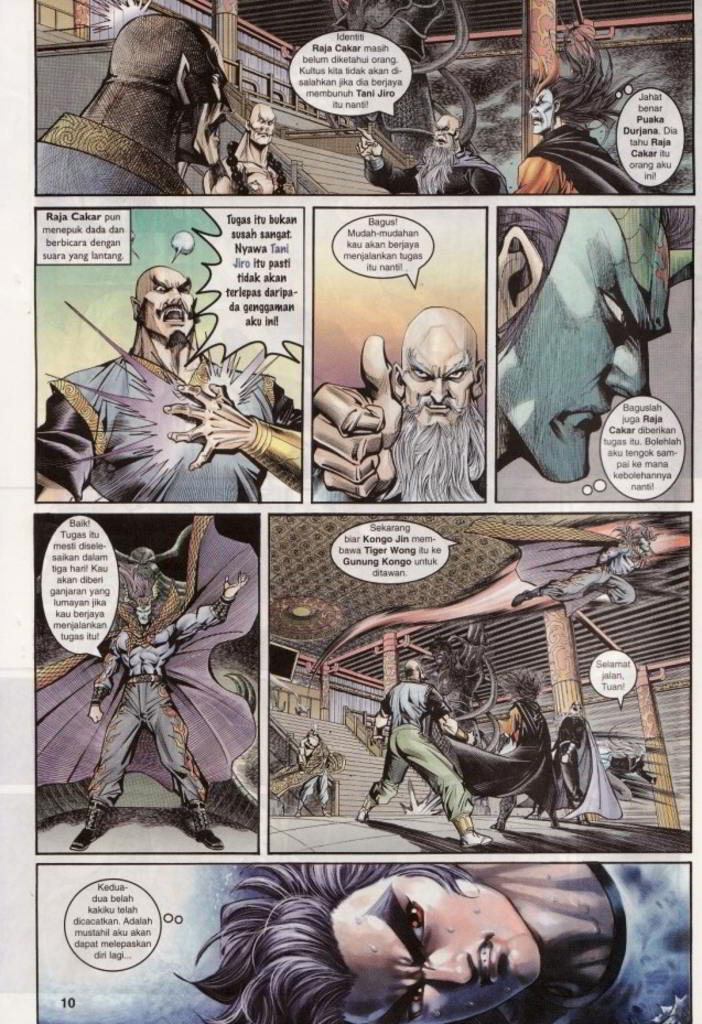 Identiti
Raja Cakar masih
belum diketahui orang.
Kultus kita tidak akan di-
salahkan jika dia berjaya
membunuh Tani Jiro
itu nanti!
Jahat
benar
Puaka
Durjana. Dia
tahu Raja
Cakar itu
orang aku
ini!
Raja Cakar pun
menepuk dada dan
berbicara dengan
suara yang lantang.
Tugas itu bukan
susah sangat.
Nyawa Tani
Jiro itu pasti
tidak akan
terlepas daripa-
da genggaman
aku ini!
Bagus!
Mudah-mudahan
kau akan berjaya
menjalankan tugas
itu nanti!
Baguslah
juga Raja
Cakar diberikan
tugas itu. Bolehlah
aku tengok sam-
pai ke mana
kebolehannya
nanti!
Baik!
Tugas itu
mesti disele-
saikan dalam
tiga hari! Kau
akan diberi
ganjaran yang
lumayan jika
kau berjaya
menjalankan
tugas itu!
Sekarang
biar Kongo Jin mem-
bawa Tiger Wong itu ke
Gunung Kongo untuk
ditawan.
Selamat
jalan,
Tuan!
Kedua-
dua belah
kakiku telah
dicacatkan. Adalah
mustahil aku akan
dapat melepaskan
diri lagi...
10